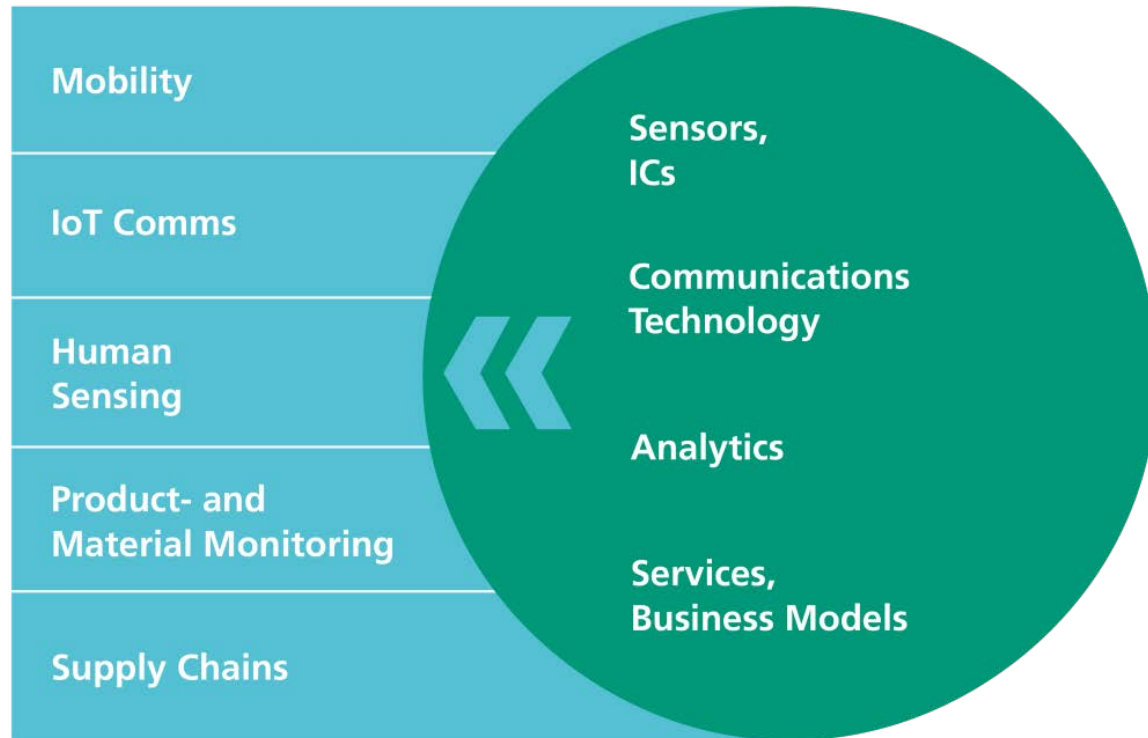 Mobility
IoT Comms
Human
Sensing
Product- and
Material Monitoring
Supply Chains
Sensors,
ICs
Communications
Technology
Analytics
Services,
Business Models